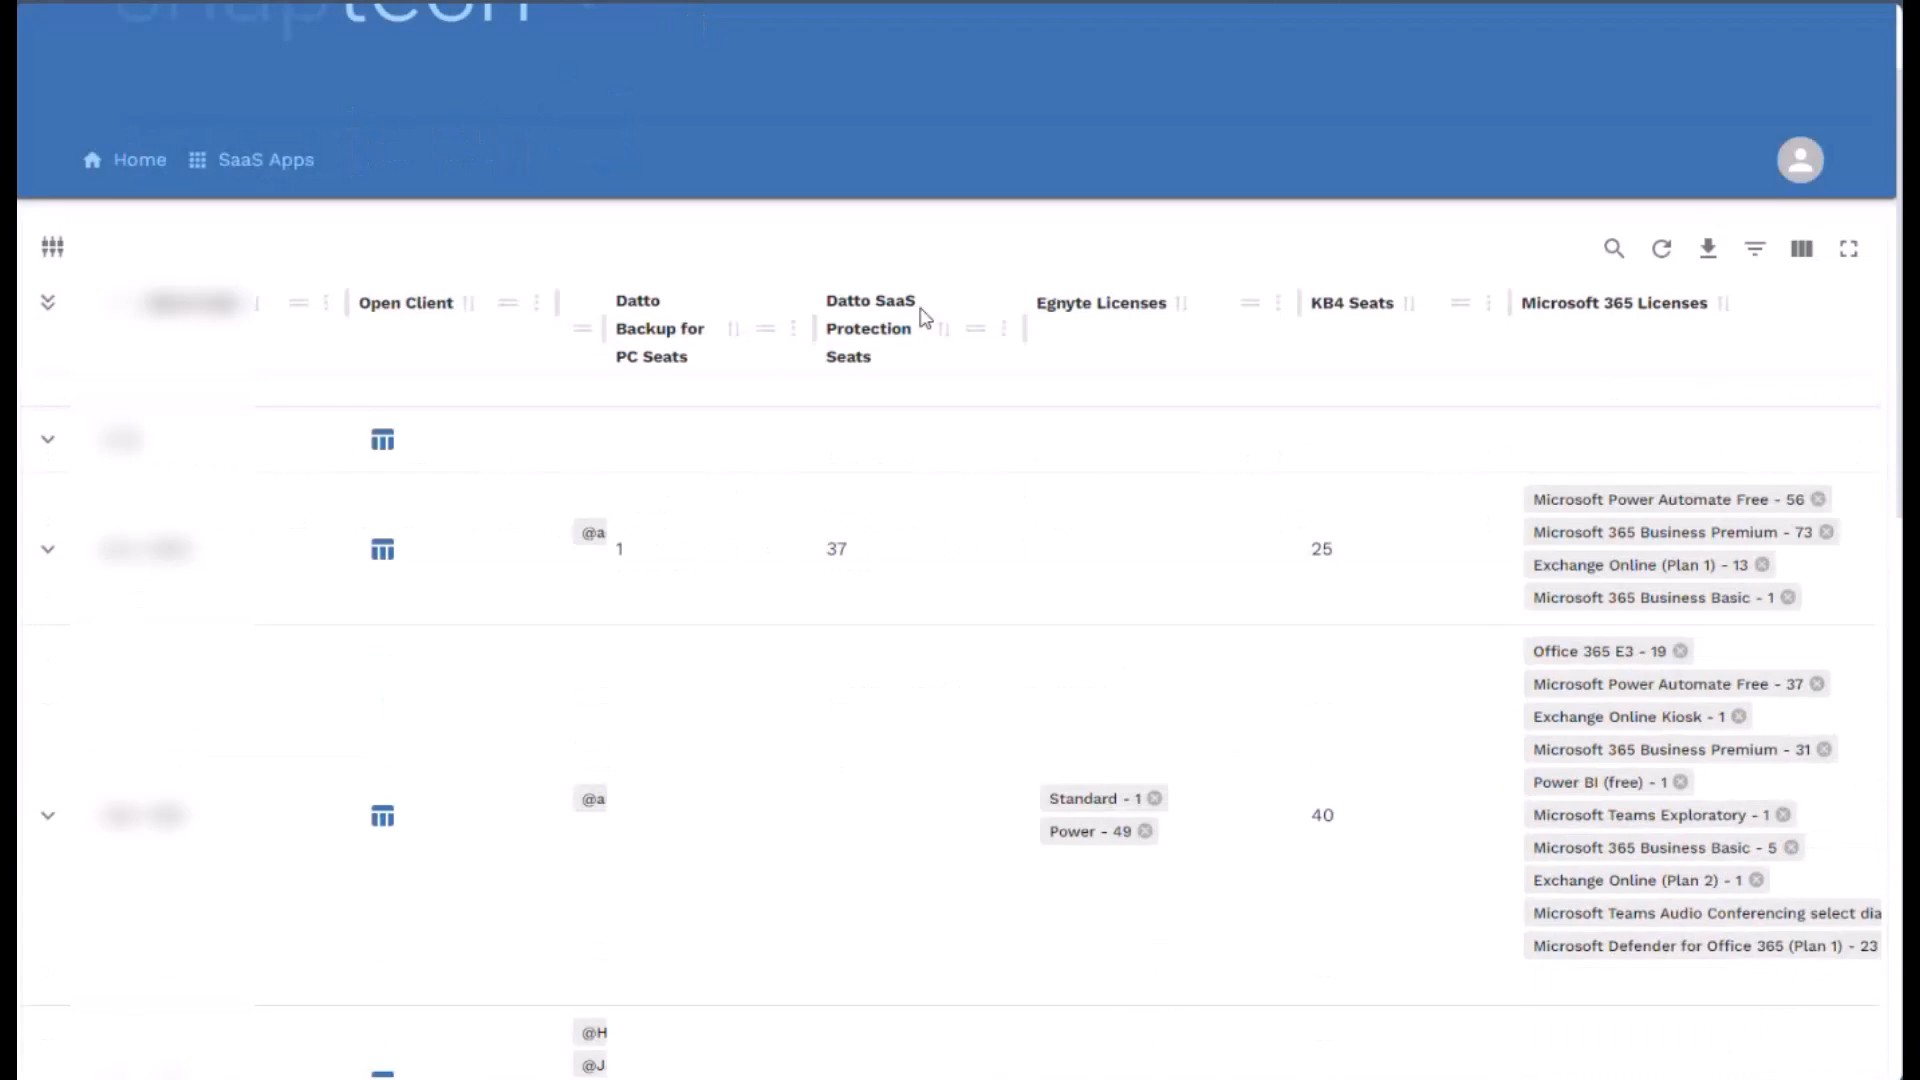 Home
SaaS Apps
Open Client
Datto
Backup for
PC Seats
Datto SaaS
Protection
Seats
Egnyte Licenses
KB4 Seats
Microsoft 365 Licenses
@a
1
37
25
Microsoft Power Automate Free - 56
Microsoft 365 Business Premium - 73
Exchange Online (Plan 1) - 13
Microsoft 365 Business Basic - 1
@a
Standard - 1
Power - 49
40
Office 365 E3 - 19
Microsoft Power Automate Free - 37
Exchange Online Kiosk - 1
Microsoft 365 Business Premium - 31
Power BI (free) - 1
Microsoft Teams Exploratory - 1
Microsoft 365 Business Basic - 5
Exchange Online (Plan 2) - 1
Microsoft Teams Audio Conferencing select dia
Microsoft Defender for Office 365 (Plan 1) - 23
@H
@J